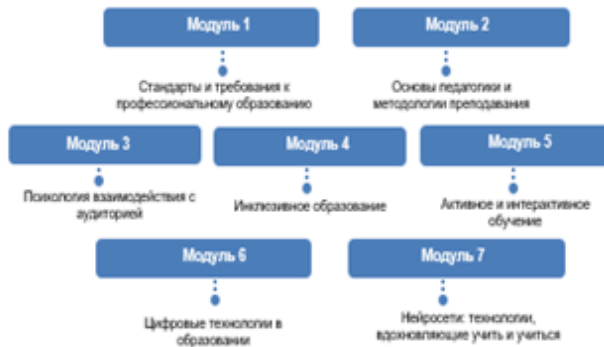 Модуль 1
Модуль 2
Стандарты и требования к
профессиональному образованию
Основы педагогики и
методологии преподавания
Модуль 3
Модуль 4
Модуль 5
Психология взаимодействия с
аудиторией
Инклюзивное образование
Активное и интерактивное
обучение
Модуль 6
Модуль 7
Цифровые технологии в
образовании
Нейросети: технологии,
вдохновляющие учить и учиться